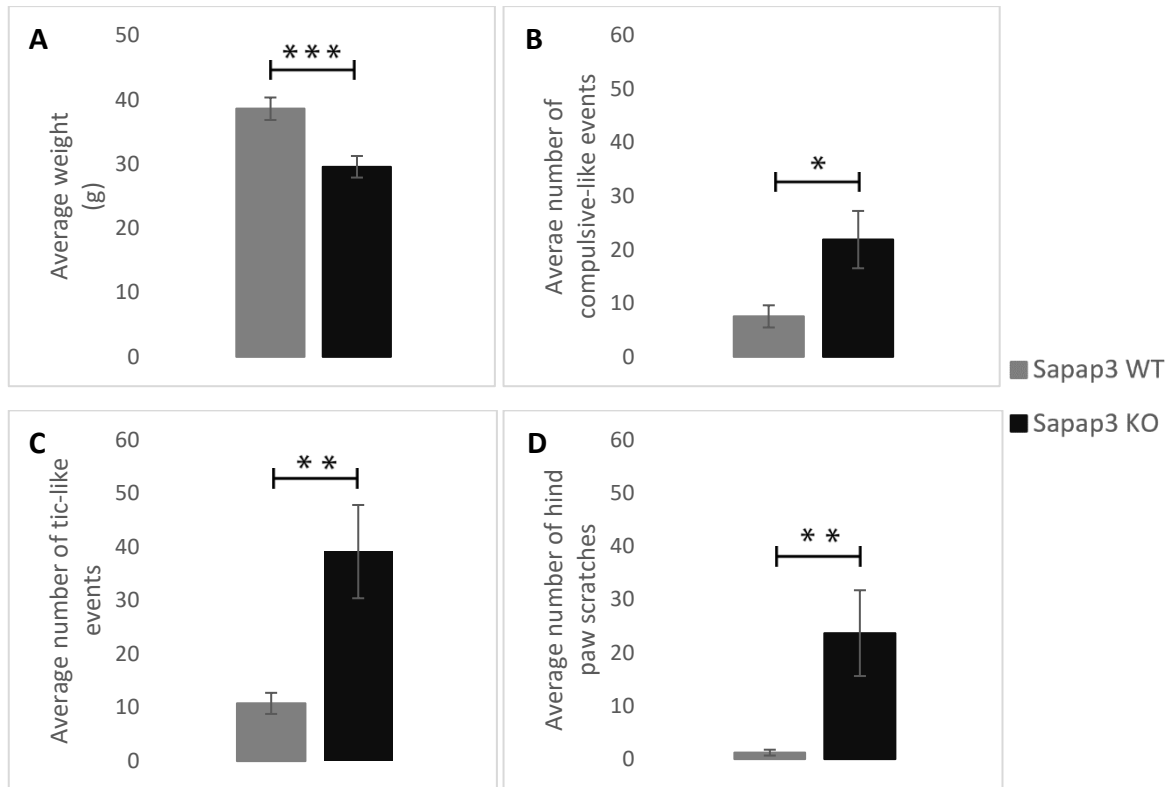 A
Average weight
(g)
50
40
30
20
10
0
***
B
Averae number of
compulsive-like events
60
50
40
30
20
10
0
*
Sapap3 WT
Sapap3 KO
C
Average number of tic-like
events
60
50
40
30
20
10
0
**
D
Average number of hind
paw scratches
60
50
40
30
20
10
0
**